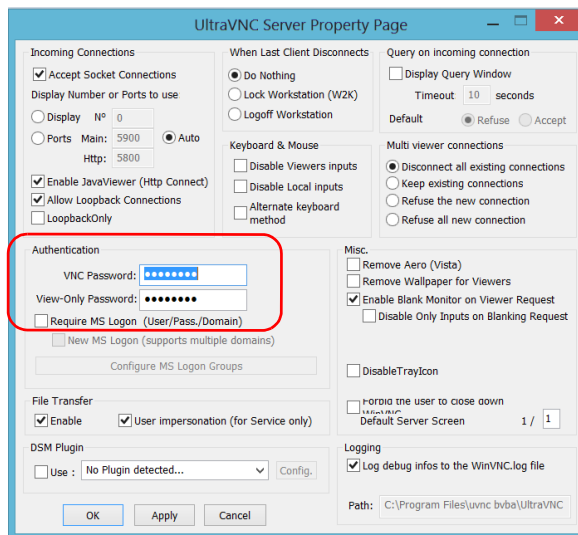 UltraVNC Server Property Page
Incoming Connections
Accept Socket Connections
Display Number or Ports to use
Display N° 0
Ports Main: 5900 Auto
Http: 5800
Enable JavaViewer (Http Connect)
Allow Loopback Connections
LoopbackOnly
When Last Client Disconnects
Do Nothing
Lock Workstation (W2K)
Logoff Workstation
Keyboard & Mouse
Disable Viewers inputs
Disable Local inputs
Alternate keyboard
method
Query on incoming connection
Display Query Window
Timeout 10 seconds
Default Refuse Accept
Multi viewer connections
Disconnect all existing connections
Keep existing connections
Refuse the new connection
Refuse all new connection
Authentication
VNC Password: ●●●●●●●●
View-Only Password: ●●●●●●●●
Require MS Logon (User/Pass./Domain)
New MS Logon (supports multiple domains)
Configure MS Logon Groups
Misc.
Remove Aero (Vista)
Remove Wallpaper for Viewers
Enable Blank Monitor on Viewer Request
Disable Only Inputs on Blanking Request
DisableTrayIcon
Forbid the user to close down
WinVNC
Default Server Screen 1 / 1
File Transfer
Enable User impersonation (for Service only)
DSM Plugin
Use : No Plugin detected... Config.
Logging
Log debug infos to the WinVNC.log file
Path: C:\Program Files\uvnc bvba\UltraVNC
OK Apply Cancel